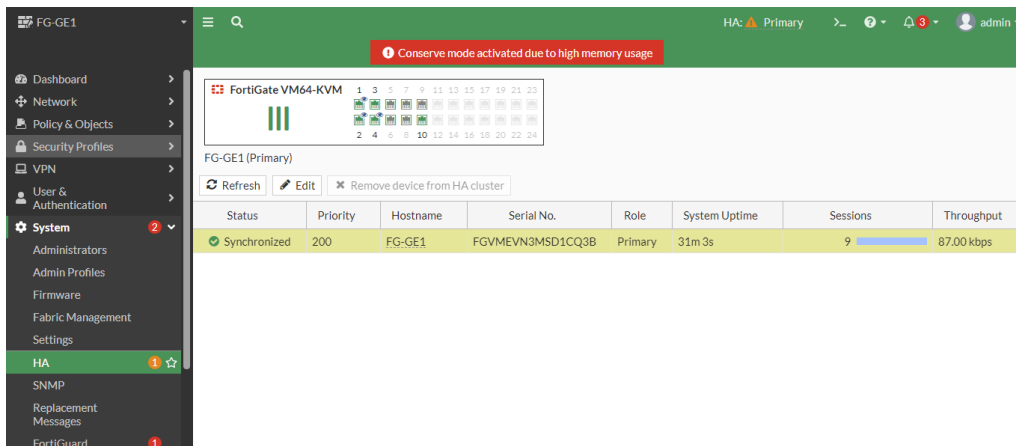 FG-GE1
HA: Primary >_ 3 admin
Conserve mode activated due to high memory usage
Dashboard
Network
Policy & Objects
Security Profiles
VPN
User &
Authentication
System 2
Administrators
Admin Profiles
Firmware
Fabric Management
Settings
HA 1
SNMP
Replacement
Messages
FortiGuard 1
FortiGate VM64-KVM 1 3 5 7 9 11 13 15 17 19 21 23
2 4 6 8 10 12 14 16 18 20 22 24
FG-GE1 (Primary)
Refresh Edit Remove device from HA cluster
Status Priority Hostname Serial No. Role System Uptime Sessions Throughput
Synchronized 200 FG-GE1 FGVMEVN3MSD1CQ3B Primary 31m 3s 9 87.00 kbps